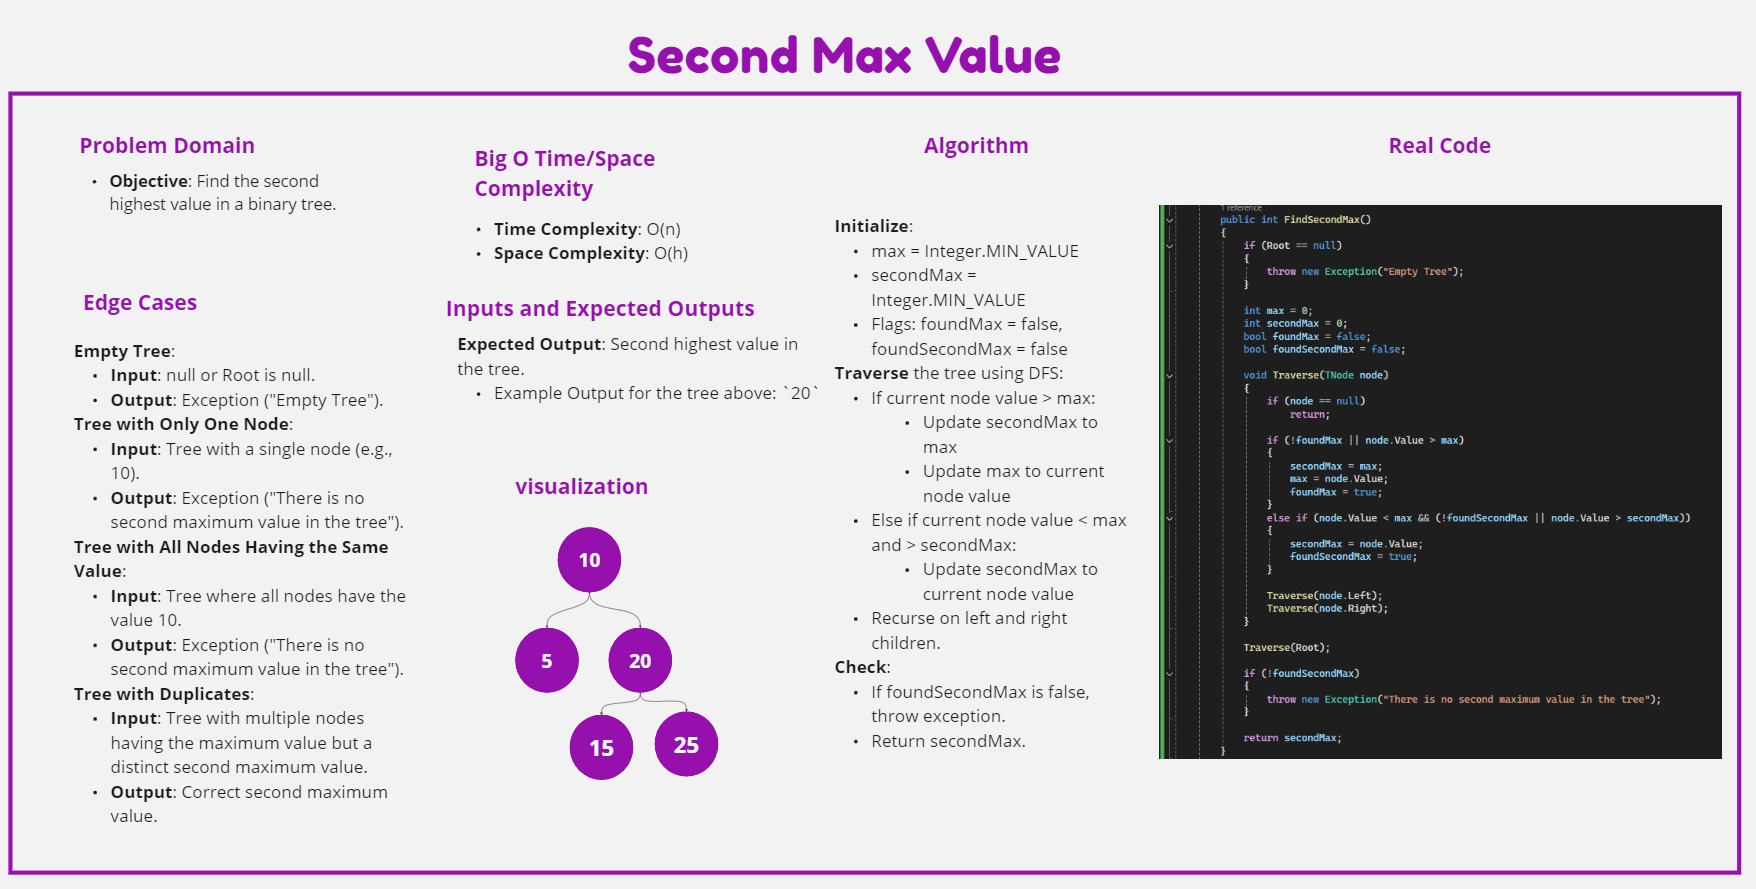 Second Max Value
Problem Domain
• Objective: Find the second
highest value in a binary tree.
Edge Cases
Empty Tree:
• Input: null or Root is null.
• Output: Exception ("Empty Tree").
Tree with Only One Node:
• Input: Tree with a single node (e.g.,
10).
• Output: Exception ("There is no
second maximum value in the tree").
Tree with All Nodes Having the Same
Value:
• Input: Tree where all nodes have the
value 10.
• Output: Exception ("There is no
second maximum value in the tree").
Tree with Duplicates:
• Input: Tree with multiple nodes
having the maximum value but a
distinct second maximum value.
• Output: Correct second maximum
value.
Big O Time/Space
Complexity
• Time Complexity: O(n)
• Space Complexity: O(h)
Inputs and Expected Outputs
Expected Output: Second highest value in
the tree.
• Example Output for the tree above: `20`
visualization
10
5
20
15
25
Algorithm
Initialize:
• max = Integer.MIN_VALUE
• secondMax =
Integer.MIN_VALUE
• Flags: foundMax = false,
foundSecondMax = false
Traverse the tree using DFS:
• If current node value > max:
• Update secondMax to
max
• Update max to current
node value
• Else if current node value < max
and > secondMax:
• Update secondMax to
current node value
• Recurse on left and right
children.
Check:
• If foundSecondMax is false,
throw exception.
• Return secondMax.
Real Code
1 reference
public int FindSecondMax()
{
if (Root == null)
{
throw new Exception("Empty Tree");
}
int max = 0;
int secondMax = 0;
bool foundMax = false;
bool foundSecondMax = false;
void Traverse(TNode node)
{
if (node == null)
return;
if (!foundMax || node.Value > max)
{
secondMax = max;
max = node.Value;
foundMax = true;
}
else if (node.Value < max && (!foundSecondMax || node.Value > secondMax))
{
secondMax = node.Value;
foundSecondMax = true;
}
Traverse(node.Left);
Traverse(node.Right);
}
Traverse(Root);
if (!foundSecondMax)
{
throw new Exception("There is no second maximum value in the tree");
}
return secondMax;
}